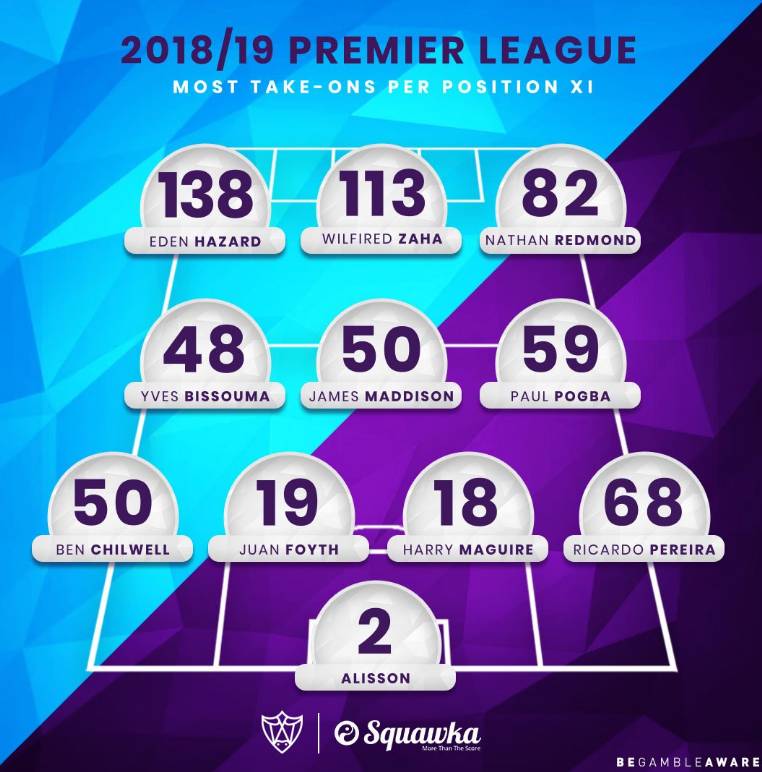 2018/19 PREMIER LEAGUE
MOST TAKE-ONS PER POSITION XI
138
EDEN HAZARD
113
WILFIRED ZAHA
82
NATHAN REDMOND
48
YVES BISSOUMA
50
JAMES MADDISON
59
PAUL POGBA
50
BEN CHILWELL
19
JUAN FOYTH
18
HARRY MAGUIRE
68
RICARDO PEREIRA
2
ALISSON
Squawka
More Than The Score
BEGAMBLEAWARE